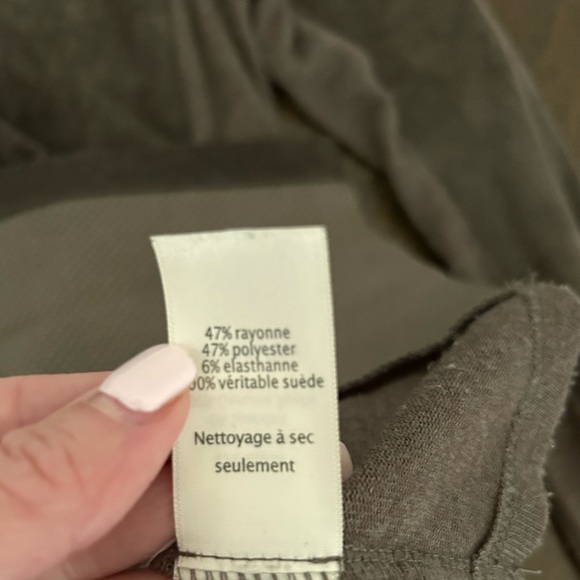 47% rayonne
47% polyester
6% elasthanne
00% véritable suède
Nettoyage à sec
seulement